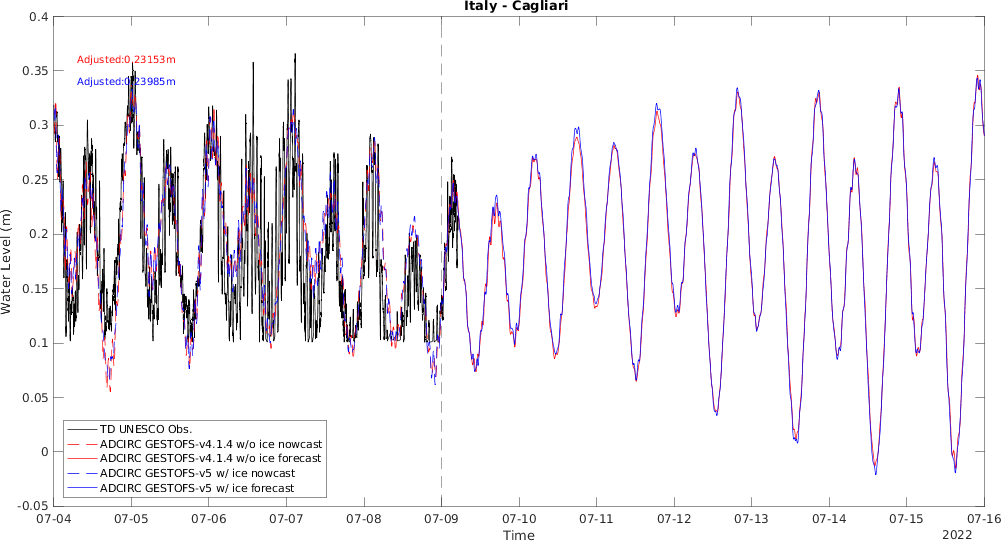 Italy - Cagliari
0.4
0.35
0.3
0.25
0.2
0.15
0.1
0.05
0
-0.05
Water Level (m)
Adjusted:0.23153m
Adjusted:0.23985m
TD UNESCO Obs.
ADCIRC GESTOFS-v4.1.4 w/o ice nowcast
ADCIRC GESTOFS-v4.1.4 w/o ice forecast
ADCIRC GESTOFS-v5 w/ ice nowcast
ADCIRC GESTOFS-v5 w/ ice forecast
07-04 07-05 07-06 07-07 07-08 07-09 07-10 07-11 07-12 07-13 07-14 07-15 07-16
Time
2022